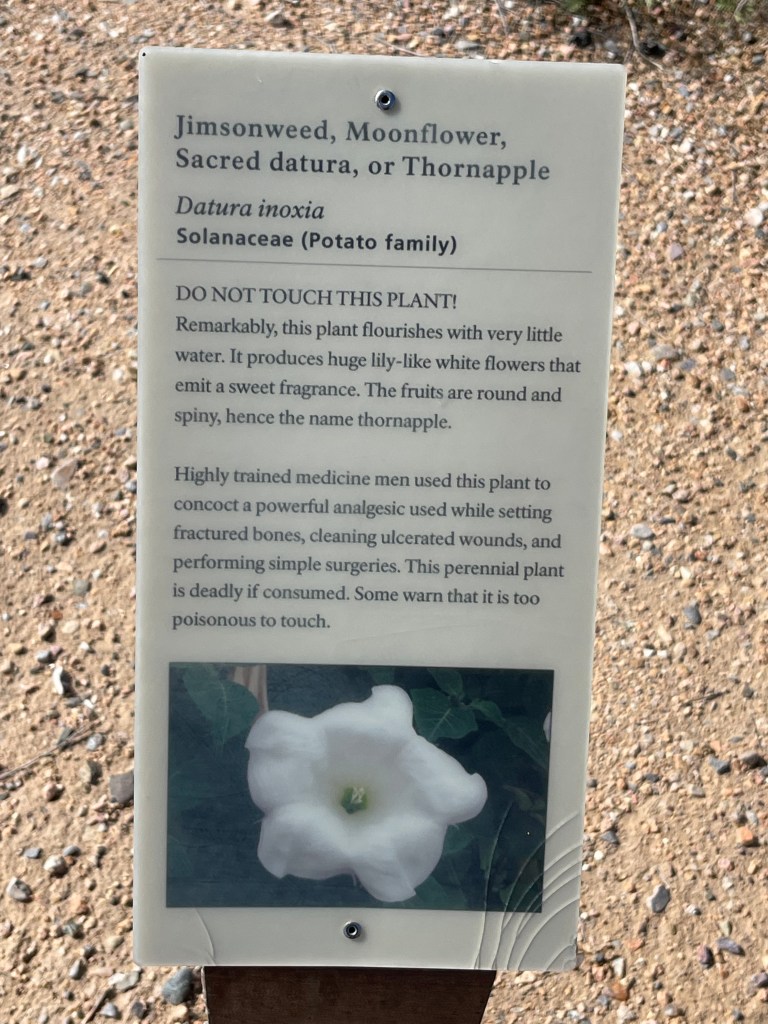 Jimsonweed, Moonflower,
Sacred datura, or Thornapple
Datura inoxia
Solanaceae (Potato family)
DO NOT TOUCH THIS PLANT!
Remarkably, this plant flourishes with very little
water. It produces huge lily-like white flowers that
emit a sweet fragrance. The fruits are round and
spiny, hence the name thornapple.
Highly trained medicine men used this plant to
concoct a powerful analgesic used while setting
fractured bones, cleaning ulcerated wounds, and
performing simple surgeries. This perennial plant
is deadly if consumed. Some warn that it is too
poisonous to touch.